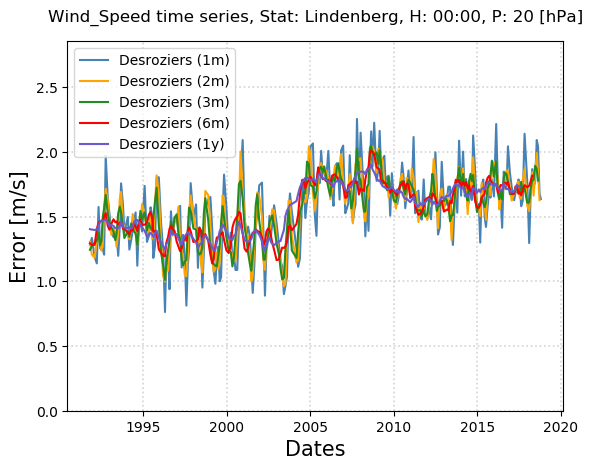 Wind_Speed time series, Stat: Lindenberg, H: 00:00, P: 20 [hPa]
Desroziers (1m)
Desroziers (2m)
Desroziers (3m)
Desroziers (6m)
Desroziers (1y)
Error [m/s]
2.5
2.0
1.5
1.0
0.5
0.0
1995 2000 2005 2010 2015 2020
Dates